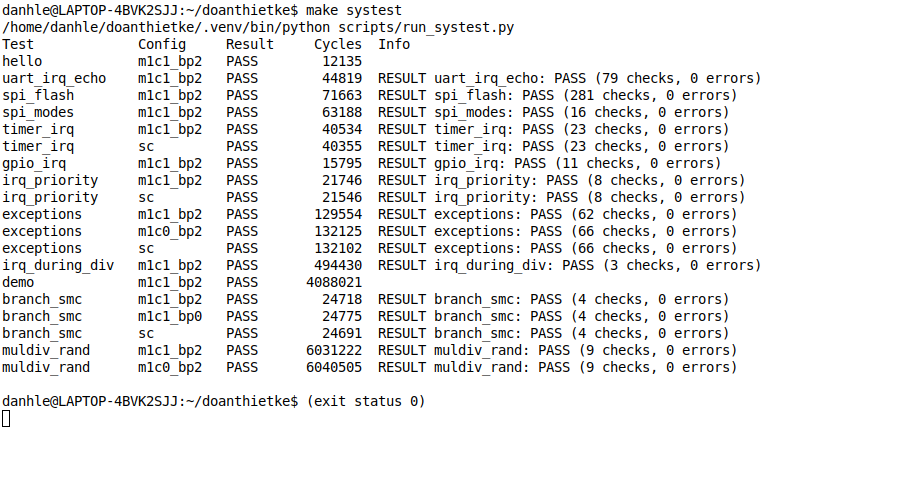 danhle@LAPTOP-4BVK2SJJ:~/doanthietke$ make systest
/home/danhle/doanthietke/.venv/bin/python scripts/run_systest.py
Test             Config     Result     Cycles  Info
hello            m1c1_bp2   PASS        12135
uart_irq_echo    m1c1_bp2   PASS        44819  RESULT uart_irq_echo: PASS (79 checks, 0 errors)
spi_flash        m1c1_bp2   PASS        71663  RESULT spi_flash: PASS (281 checks, 0 errors)
spi_modes        m1c1_bp2   PASS        63188  RESULT spi_modes: PASS (16 checks, 0 errors)
timer_irq        m1c1_bp2   PASS        40534  RESULT timer_irq: PASS (23 checks, 0 errors)
timer_irq        sc         PASS        40355  RESULT timer_irq: PASS (23 checks, 0 errors)
gpio_irq         m1c1_bp2   PASS        15795  RESULT gpio_irq: PASS (11 checks, 0 errors)
irq_priority     m1c1_bp2   PASS        21746  RESULT irq_priority: PASS (8 checks, 0 errors)
irq_priority     sc         PASS        21546  RESULT irq_priority: PASS (8 checks, 0 errors)
exceptions       m1c1_bp2   PASS       129554  RESULT exceptions: PASS (62 checks, 0 errors)
exceptions       m1c0_bp2   PASS       132125  RESULT exceptions: PASS (66 checks, 0 errors)
exceptions       sc         PASS       132102  RESULT exceptions: PASS (66 checks, 0 errors)
irq_during_div   m1c1_bp2   PASS       494430  RESULT irq_during_div: PASS (3 checks, 0 errors)
demo             m1c1_bp2   PASS      4088021
branch_smc       m1c1_bp2   PASS        24718  RESULT branch_smc: PASS (4 checks, 0 errors)
branch_smc       m1c1_bp0   PASS        24775  RESULT branch_smc: PASS (4 checks, 0 errors)
branch_smc       sc         PASS        24691  RESULT branch_smc: PASS (4 checks, 0 errors)
muldiv_rand      m1c1_bp2   PASS      6031222  RESULT muldiv_rand: PASS (9 checks, 0 errors)
muldiv_rand      m1c0_bp2   PASS      6040505  RESULT muldiv_rand: PASS (9 checks, 0 errors)
danhle@LAPTOP-4BVK2SJJ:~/doanthietke$ (exit status 0)